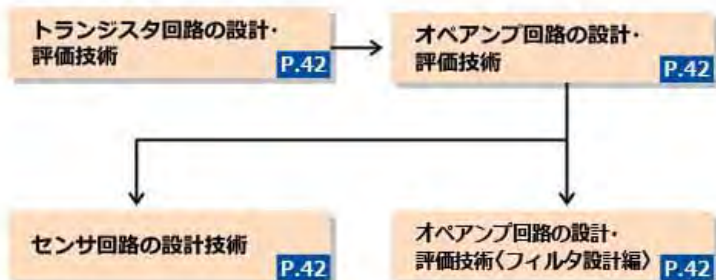 トランジスタ回路の設計・
評価技術
P.42
オペアンプ回路の設計・
評価技術
P.42
センサ回路の設計技術
P.42
オペアンプ回路の設計・
評価技術〈フィルタ設計編〉
P.42